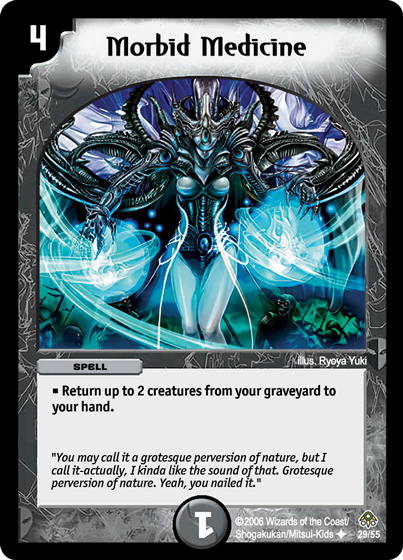 4
Morbid Medicine
illus. Ryoya Yuki
SPELL
▪ Return up to 2 creatures from your graveyard to
your hand.
"You may call it a grotesque perversion of nature, but I
call it-actually, I kinda like the sound of that. Grotesque
perversion of nature. Yeah, you nailed it."
1
©2006 Wizards of the Coast/
Shogakukan/Mitsui-Kids ✦ 29/55